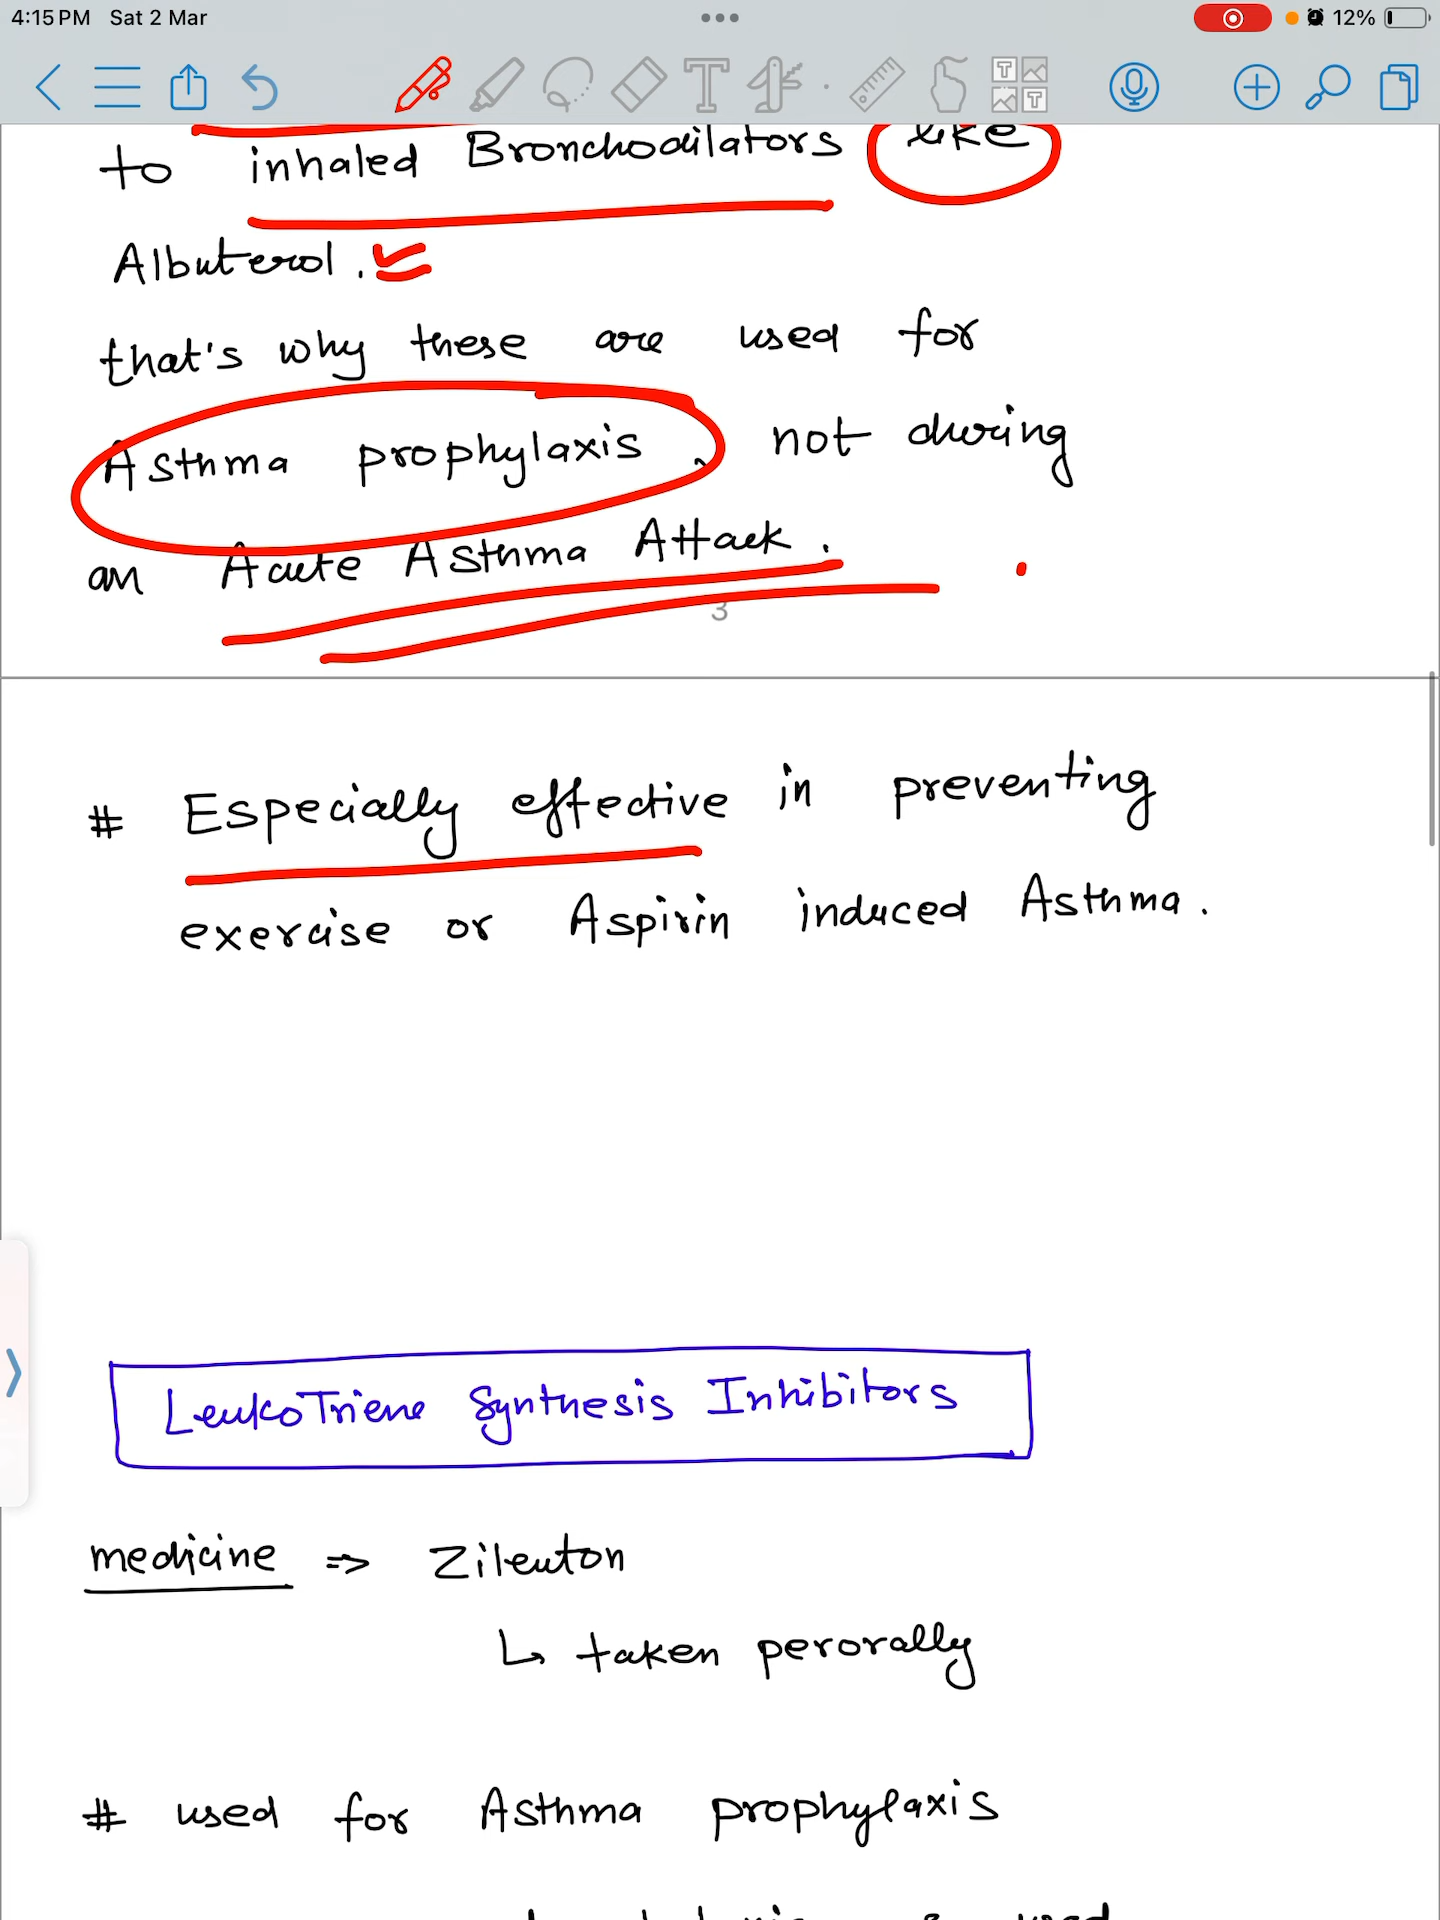 4:15 PM Sat 2 Mar
12%
to inhaled Bronchodilators like
Albuterol.
that's why these are used for
Asthma prophylaxis, not during
an Acute Asthma Attack.
3
# Especially effective in preventing
exercise or Aspirin induced Asthma.
LeukoTriene Synthesis Inhibitors
medicine => Zileuton
↳ taken perorally
# used for Asthma prophylaxis